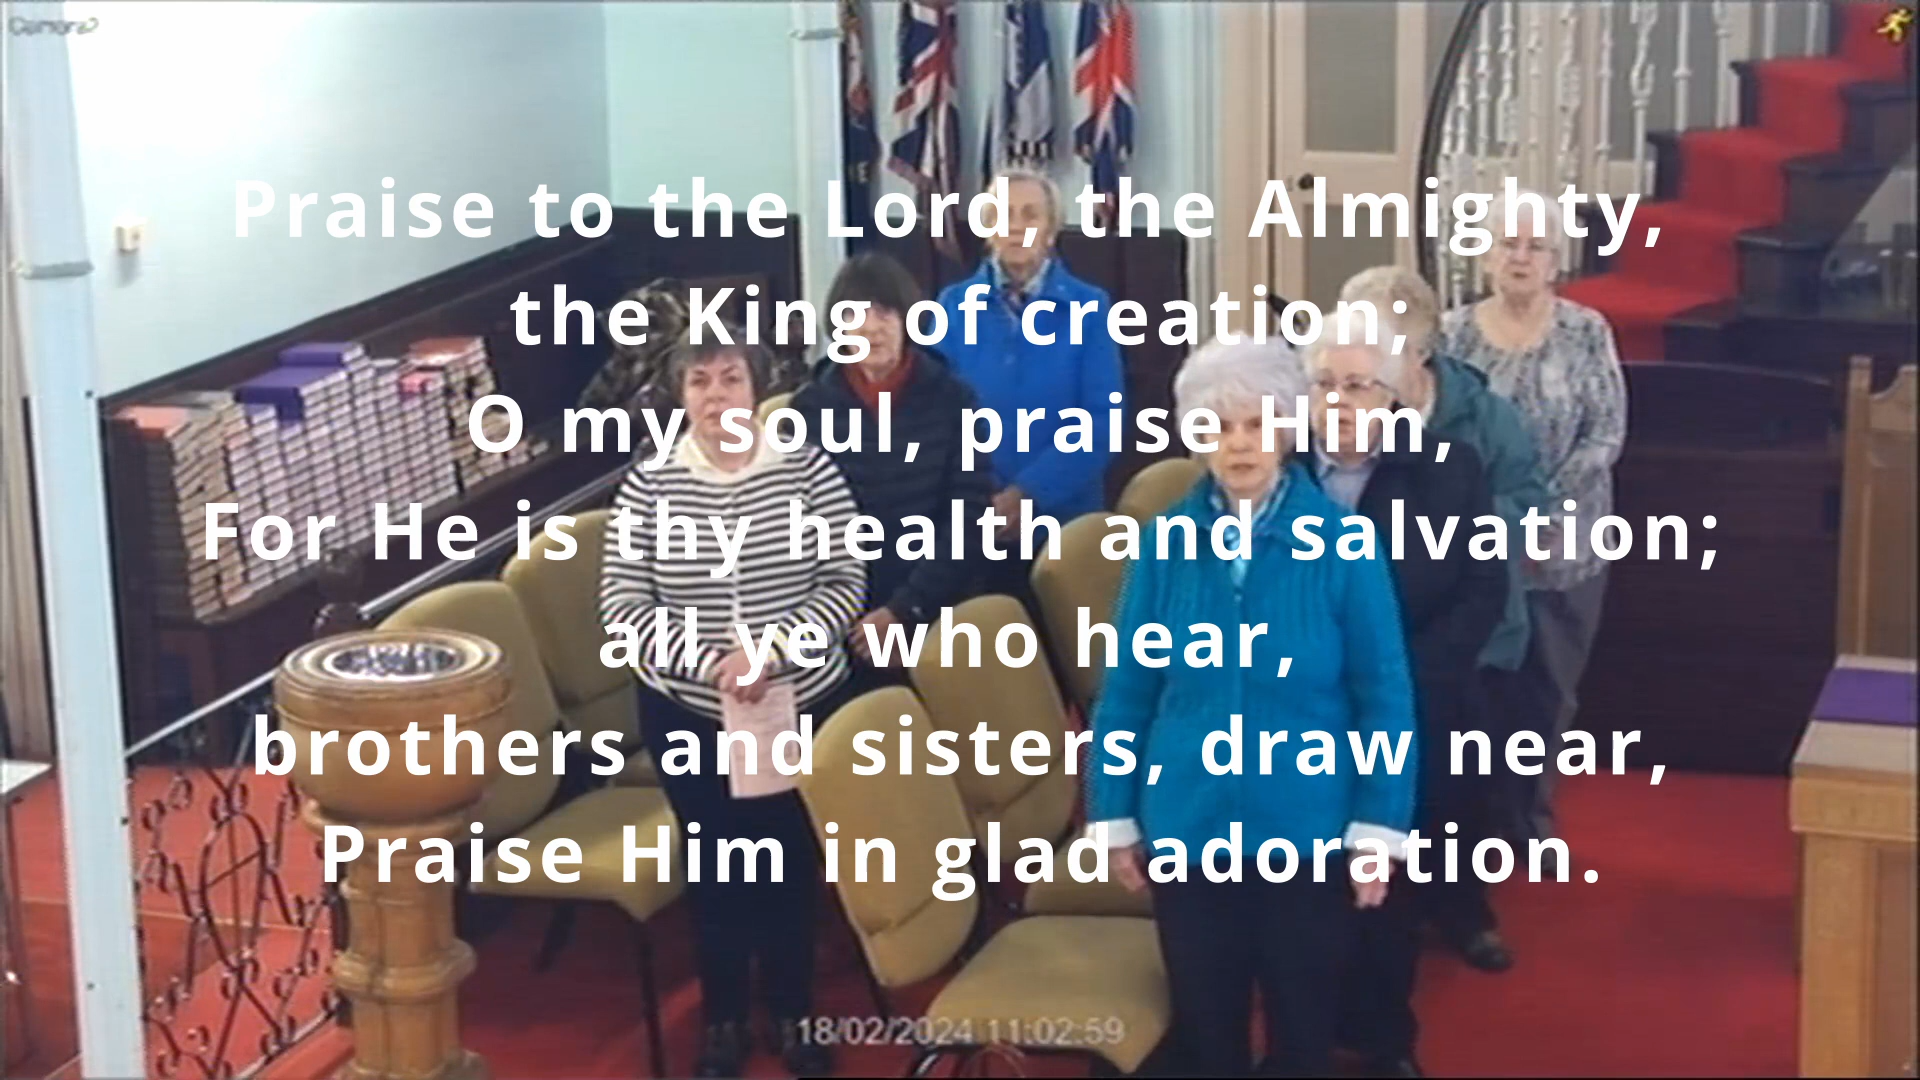 Camera2
Praise to the Lord, the Almighty,
the King of creation;
O my soul, praise Him,
For He is thy health and salvation;
all ye who hear,
brothers and sisters, draw near,
Praise Him in glad adoration.
18/02/2024 11:02:59